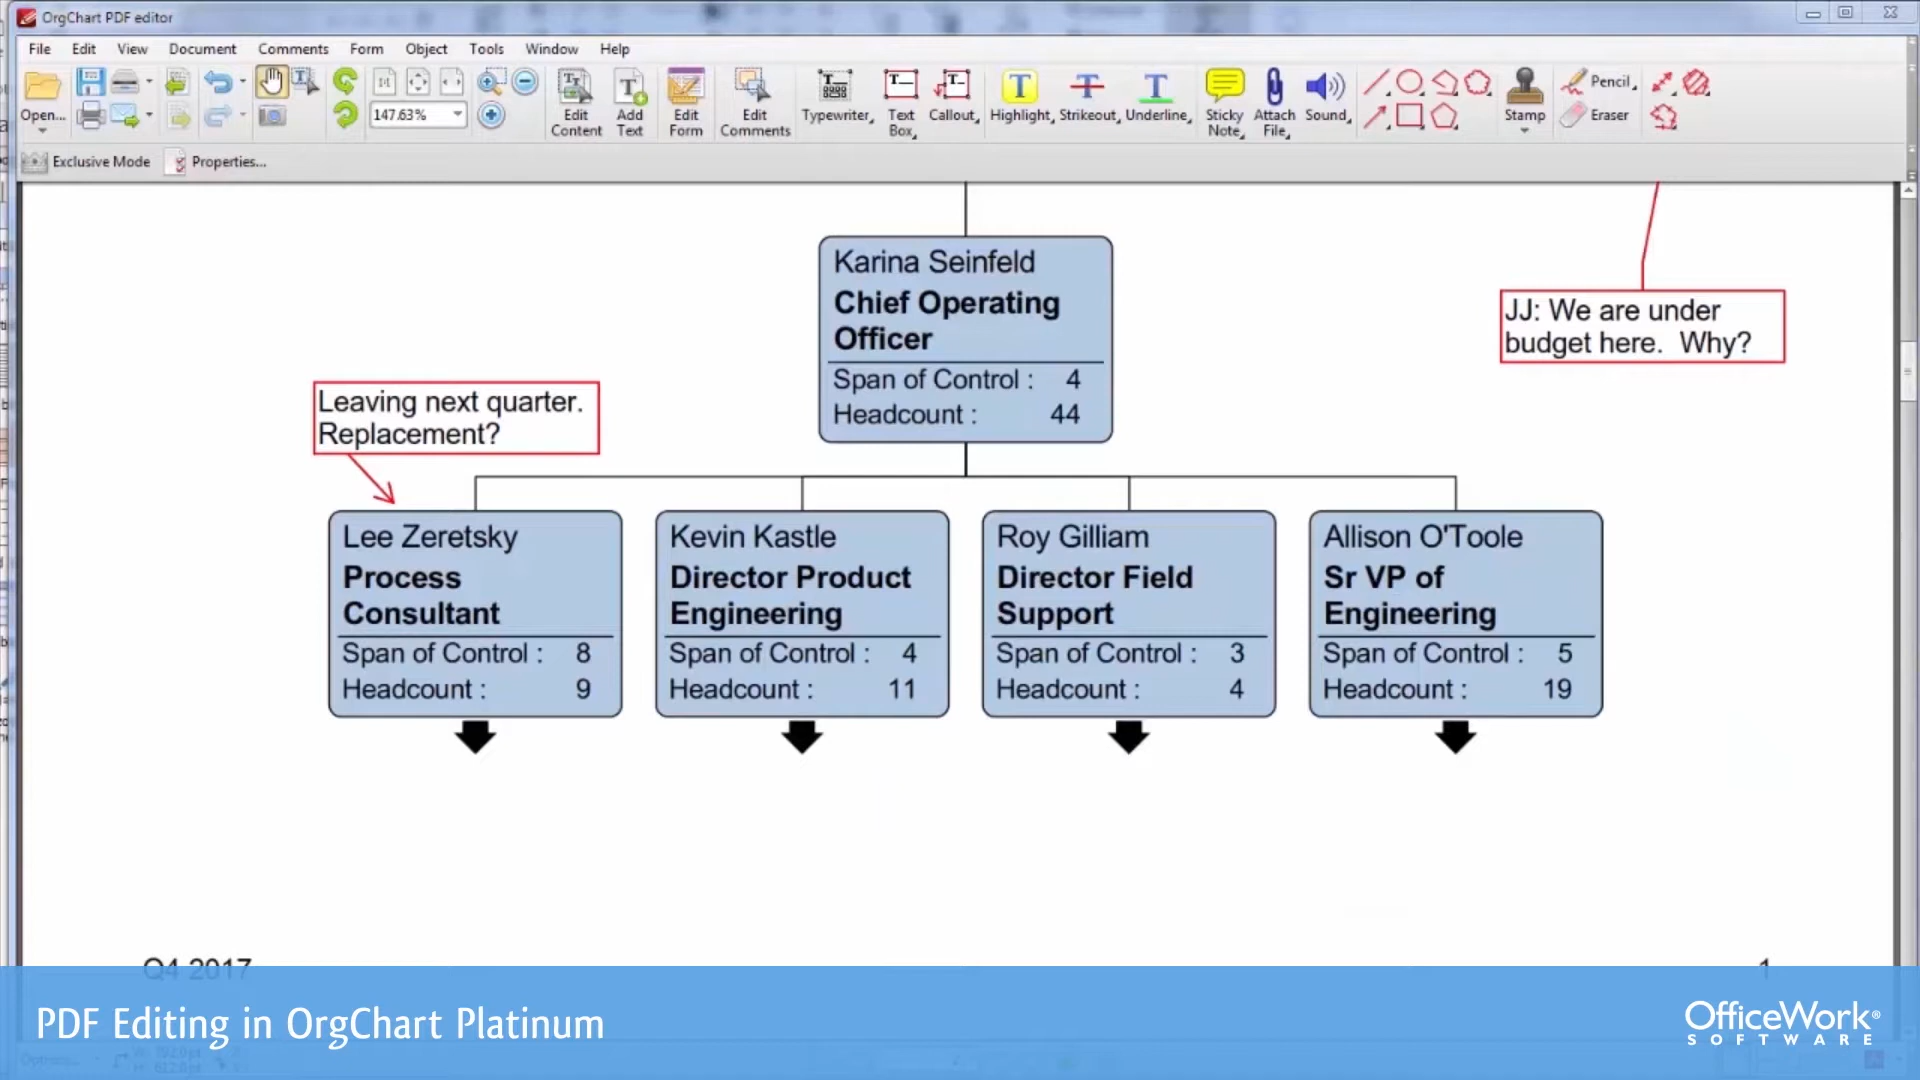 OrgChart PDF editor
File Edit View Document Comments Form Object Tools Window Help
Open...
147.63%
Edit Content
Add Text
Edit Form
Edit Comments
Typewriter
Text Box
Callout
Highlight
Strikeout
Underline
Sticky Note
Attach File
Sound
Stamp
Pencil
Eraser
Exclusive Mode Properties...
Karina Seinfeld
Chief Operating
Officer
Span of Control : 4
Headcount : 44
JJ: We are under
budget here. Why?
Leaving next quarter.
Replacement?
Lee Zeretsky
Process
Consultant
Span of Control : 8
Headcount : 9
Kevin Kastle
Director Product
Engineering
Span of Control : 4
Headcount : 11
Roy Gilliam
Director Field
Support
Span of Control : 3
Headcount : 4
Allison O'Toole
Sr VP of
Engineering
Span of Control : 5
Headcount : 19
Q4 2017
1
PDF Editing in OrgChart Platinum
OfficeWork®
SOFTWARE